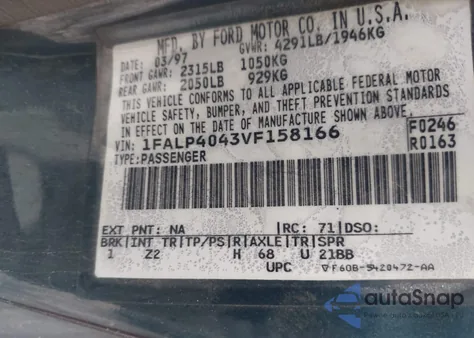 MFD. BY FORD MOTOR CO. IN U.S.A.
03/97 GVWR: 4291LB/1946KG
FRONT GAWR: 2315LB 1050KG
REAR GAWR: 2050LB 929KG
THIS VEHICLE CONFORMS TO ALL APPLICABLE FEDERAL MOTOR
VEHICLE SAFETY, BUMPER, AND THEFT PREVENTION STANDARDS
IN EFFECT ON THE DATE OF MANUFACTURE SHOWN ABOVE.
VIN: 1FALP4043VF158166 F0246
TYPE: PASSENGER R0163
EXT PNT: NA RC: 71 DSO:
BRK INT TR TP/PS R AXLE TR SPR
1 Z2 H 68 U 21BB
UPC F60B-5420472-AA
autoSnap